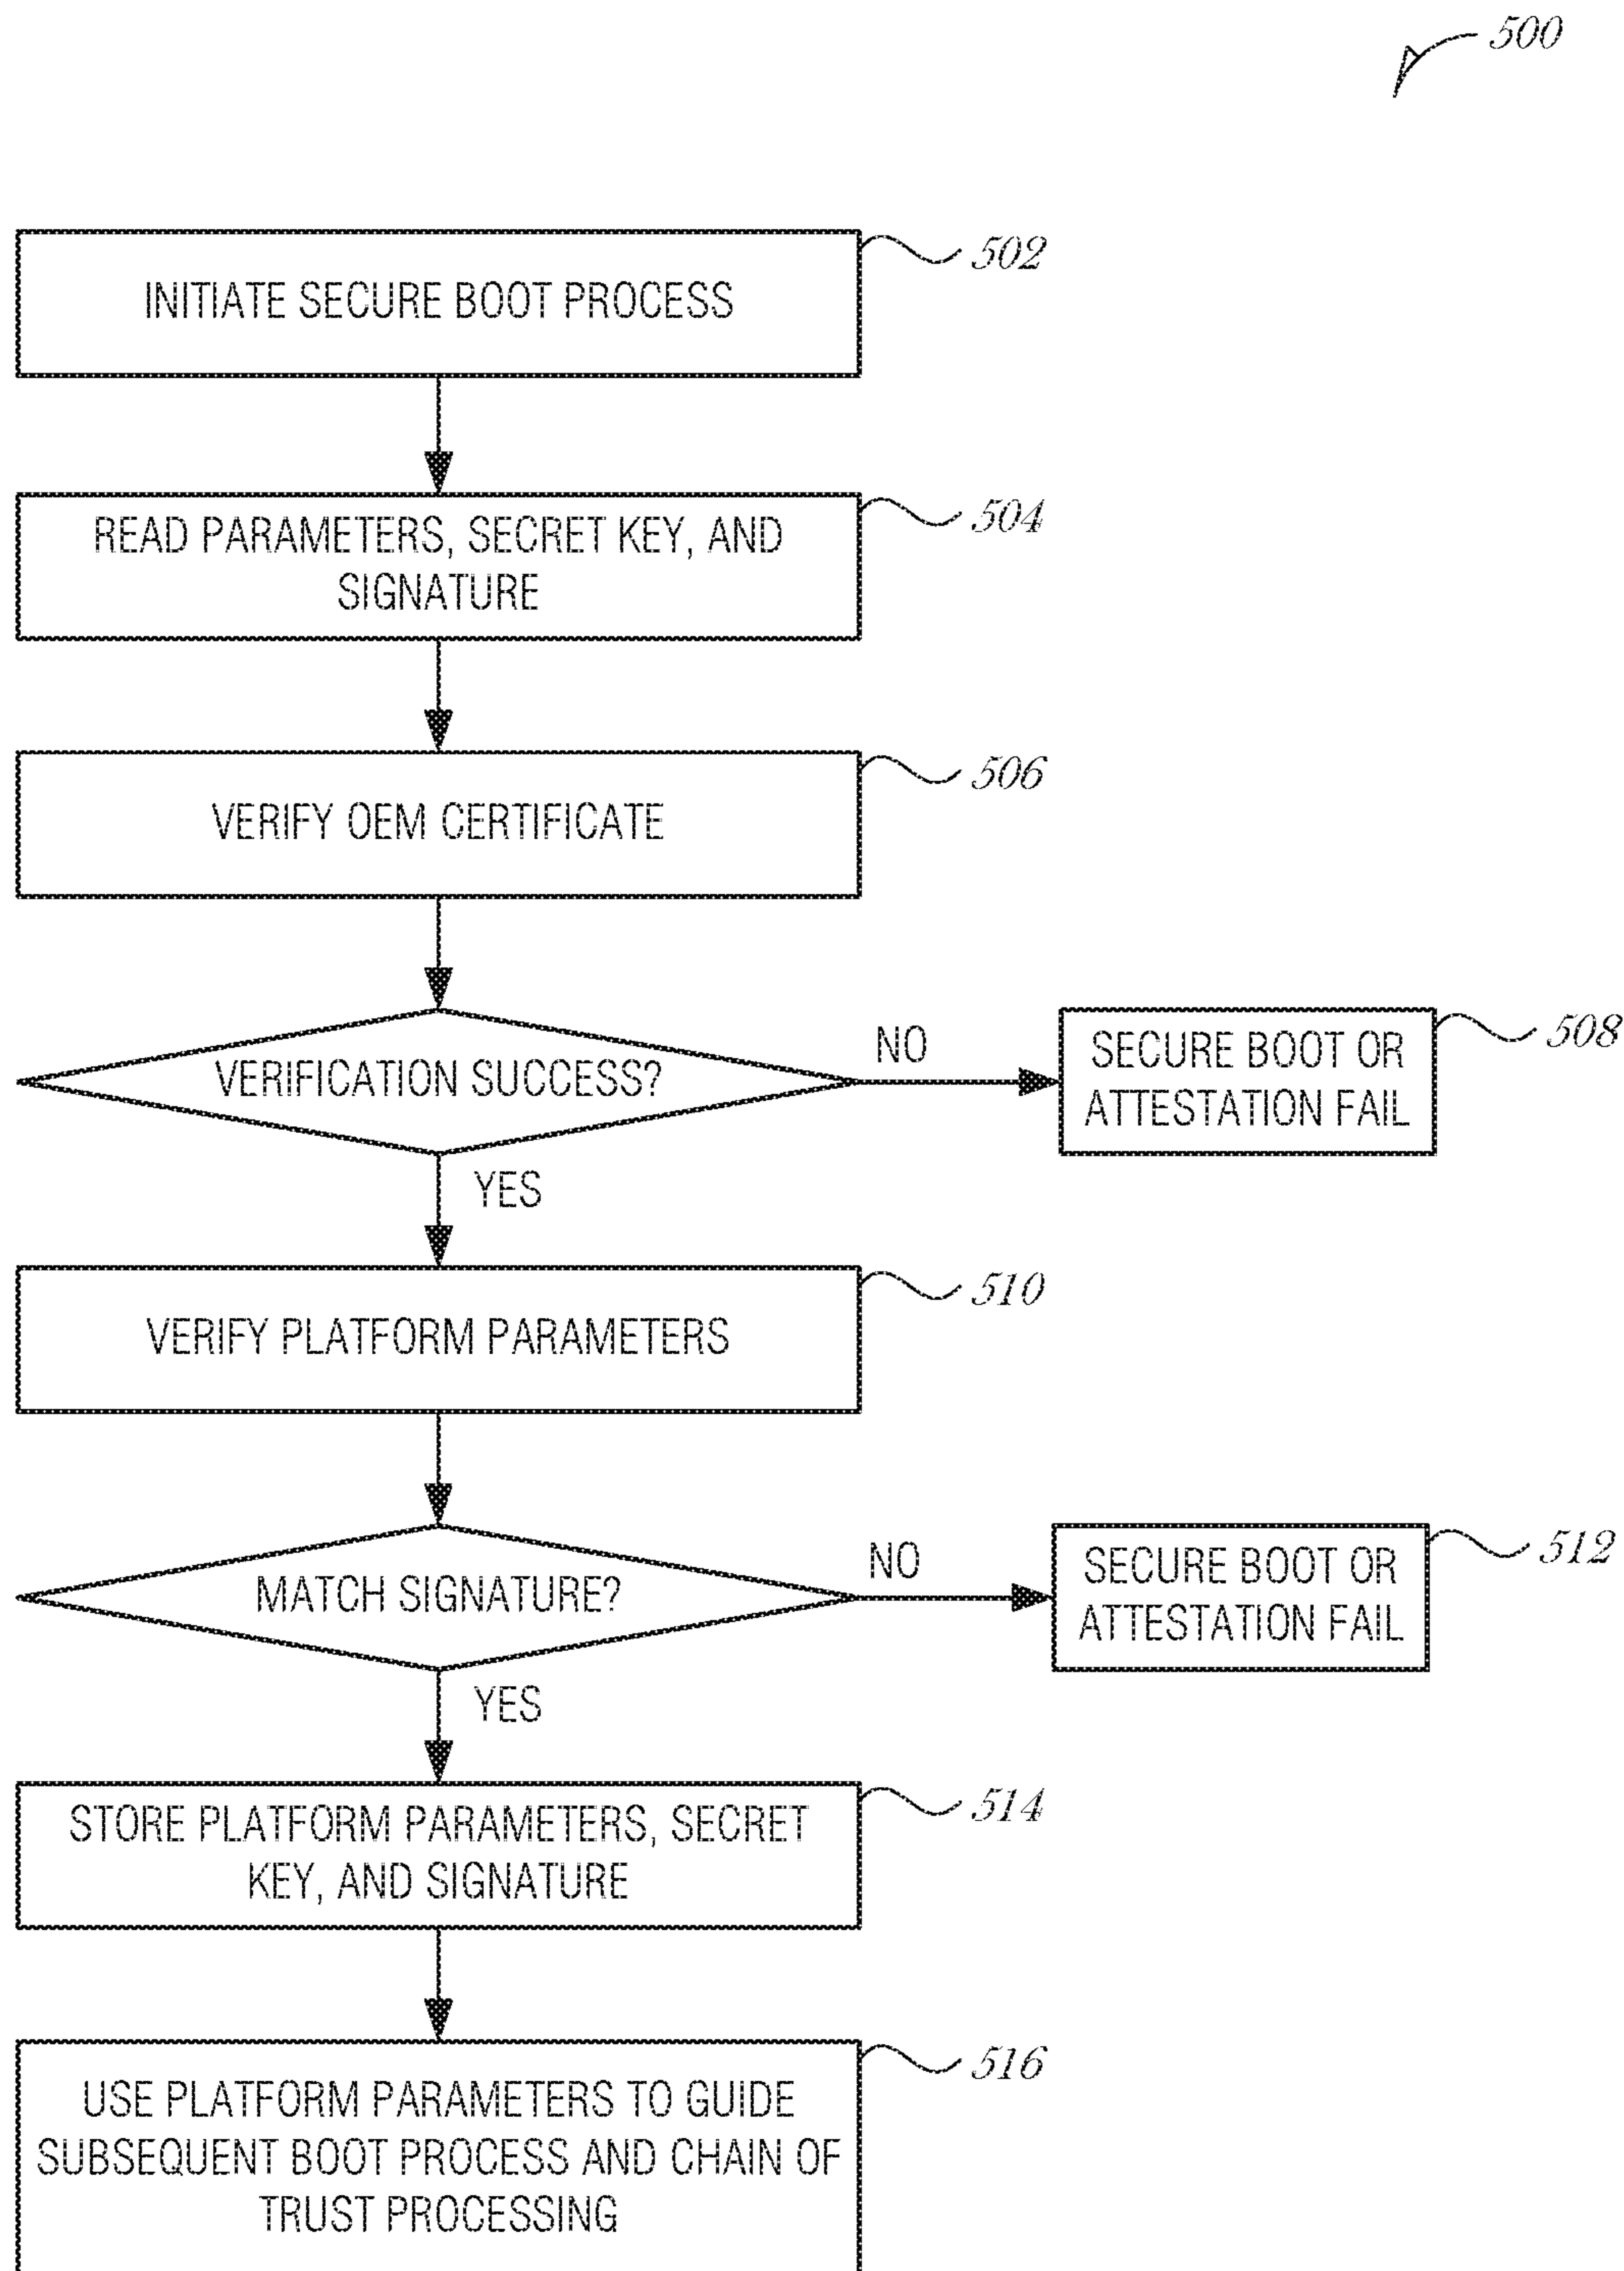 500
INITIATE SECURE BOOT PROCESS
502
READ PARAMETERS, SECRET KEY, AND
SIGNATURE
504
VERIFY OEM CERTIFICATE
506
VERIFICATION SUCCESS?
NO
SECURE BOOT OR
ATTESTATION FAIL
508
YES
VERIFY PLATFORM PARAMETERS
510
MATCH SIGNATURE?
NO
SECURE BOOT OR
ATTESTATION FAIL
512
YES
STORE PLATFORM PARAMETERS, SECRET
KEY, AND SIGNATURE
514
USE PLATFORM PARAMETERS TO GUIDE
SUBSEQUENT BOOT PROCESS AND CHAIN OF
TRUST PROCESSING
516